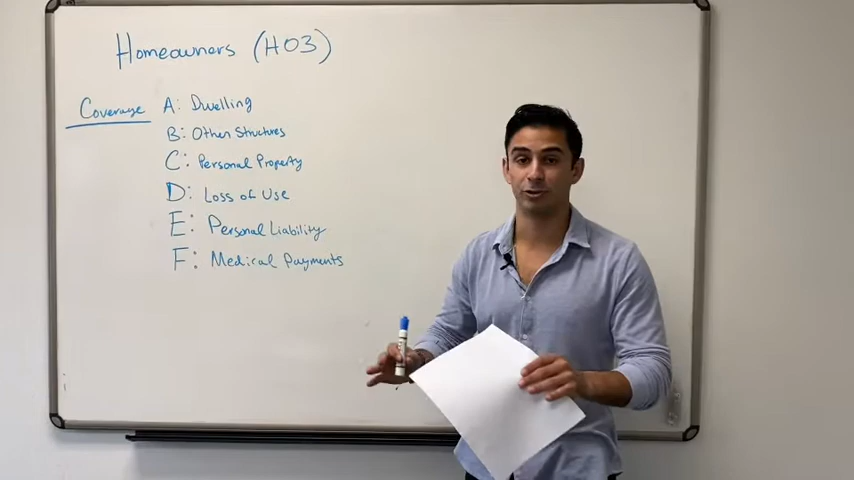 Homeowners (HO3)
Coverage A: Dwelling
B: Other Structures
C: Personal Property
D: Loss of Use
E: Personal Liability
F: Medical Payments